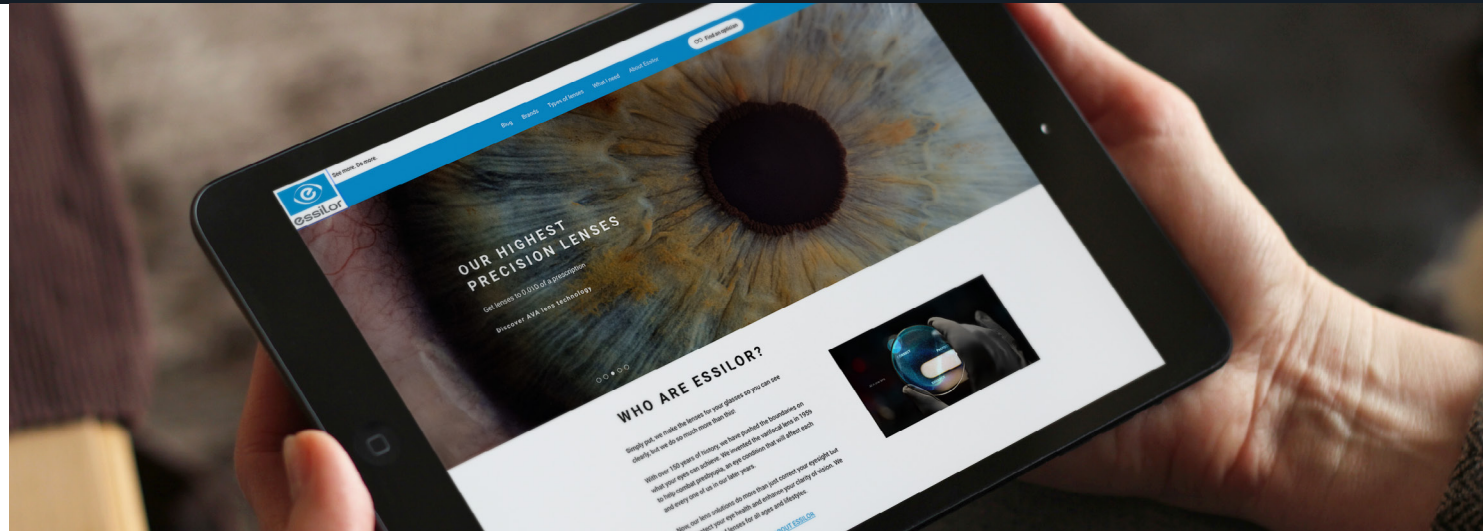 See more. Do more.
essilor
Find an optician
Blog Brands Types of lenses What I need About Essilor
OUR HIGHEST
PRECISION LENSES
Get lenses to 0.01D of a prescription
Discover AVA lens technology
WHO ARE ESSILOR?
Simply put, we make the lenses for your glasses so you can see
clearly, but we do so much more than this!
With over 150 years of history, we have pushed the boundaries on
what your eyes can achieve. We invented the varifocal lens in 1959
to help combat presbyopia, an eye condition that will affect each
and every one of us in our later years.
Now, our lens solutions do more than just correct your eyesight but
protect your eye health and enhance your clarity of vision. We
of lenses for all ages and lifestyles.
ABOUT ESSILOR